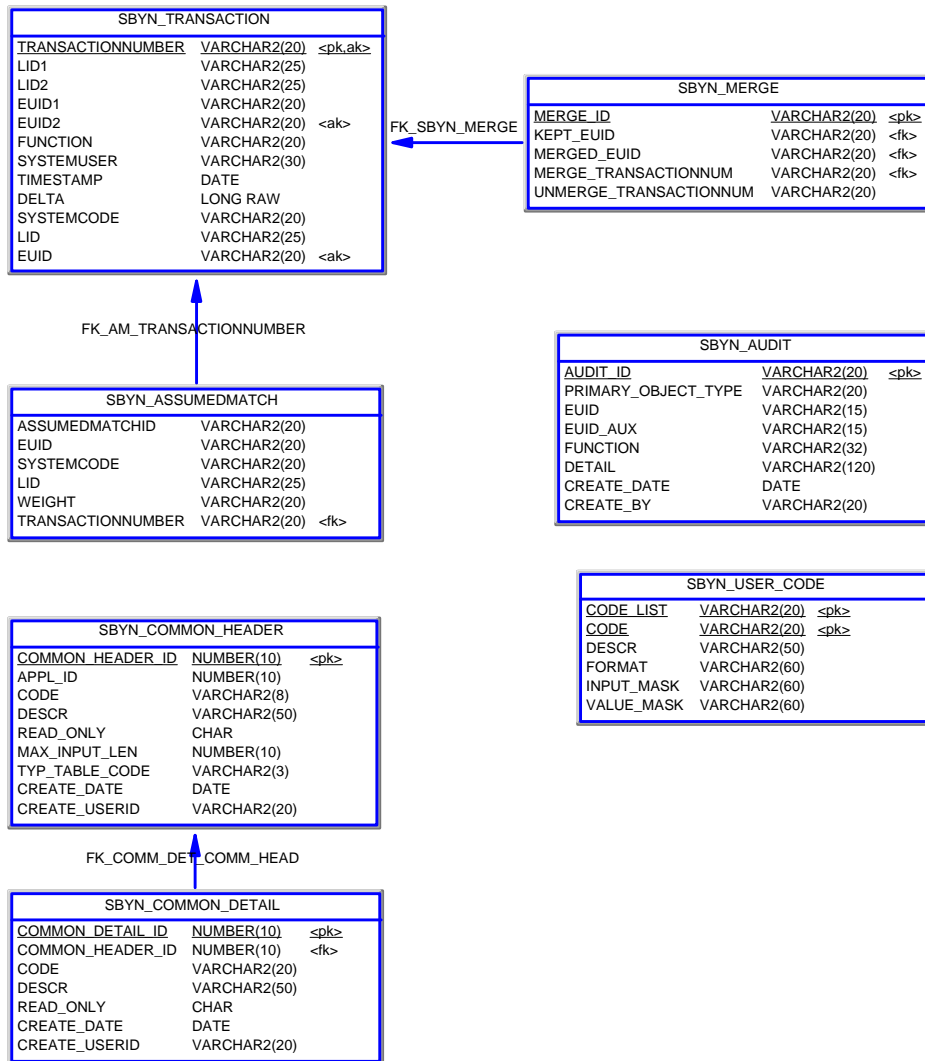 SBYN_TRANSACTION
TRANSACTIONNUMBER VARCHAR2(20) <pk,ak>
LID1 VARCHAR2(25)
LID2 VARCHAR2(25)
EUID1 VARCHAR2(20)
EUID2 VARCHAR2(20) <ak>
FUNCTION VARCHAR2(20)
SYSTEMUSER VARCHAR2(30)
TIMESTAMP DATE
DELTA LONG RAW
SYSTEMCODE VARCHAR2(20)
LID VARCHAR2(25)
EUID VARCHAR2(20) <ak>
FK_SBYN_MERGE
SBYN_MERGE
MERGE_ID VARCHAR2(20) <pk>
KEPT_EUID VARCHAR2(20) <fk>
MERGED_EUID VARCHAR2(20) <fk>
MERGE_TRANSACTIONNUM VARCHAR2(20) <fk>
UNMERGE_TRANSACTIONNUM VARCHAR2(20)
FK_AM_TRANSACTIONNUMBER
SBYN_ASSUMEDMATCH
ASSUMEDMATCHID VARCHAR2(20)
EUID VARCHAR2(20)
SYSTEMCODE VARCHAR2(20)
LID VARCHAR2(25)
WEIGHT VARCHAR2(20)
TRANSACTIONNUMBER VARCHAR2(20) <fk>
SBYN_AUDIT
AUDIT_ID VARCHAR2(20) <pk>
PRIMARY_OBJECT_TYPE VARCHAR2(20)
EUID VARCHAR2(15)
EUID_AUX VARCHAR2(15)
FUNCTION VARCHAR2(32)
DETAIL VARCHAR2(120)
CREATE_DATE DATE
CREATE_BY VARCHAR2(20)
SBYN_USER_CODE
CODE_LIST VARCHAR2(20) <pk>
CODE VARCHAR2(20) <pk>
DESCR VARCHAR2(50)
FORMAT VARCHAR2(60)
INPUT_MASK VARCHAR2(60)
VALUE_MASK VARCHAR2(60)
SBYN_COMMON_HEADER
COMMON_HEADER_ID NUMBER(10) <pk>
APPL_ID NUMBER(10)
CODE VARCHAR2(8)
DESCR VARCHAR2(50)
READ_ONLY CHAR
MAX_INPUT_LEN NUMBER(10)
TYP_TABLE_CODE VARCHAR2(3)
CREATE_DATE DATE
CREATE_USERID VARCHAR2(20)
FK_COMM_DET_COMM_HEAD
SBYN_COMMON_DETAIL
COMMON_DETAIL_ID NUMBER(10) <pk>
COMMON_HEADER_ID NUMBER(10) <fk>
CODE VARCHAR2(20)
DESCR VARCHAR2(50)
READ_ONLY CHAR
CREATE_DATE DATE
CREATE_USERID VARCHAR2(20)